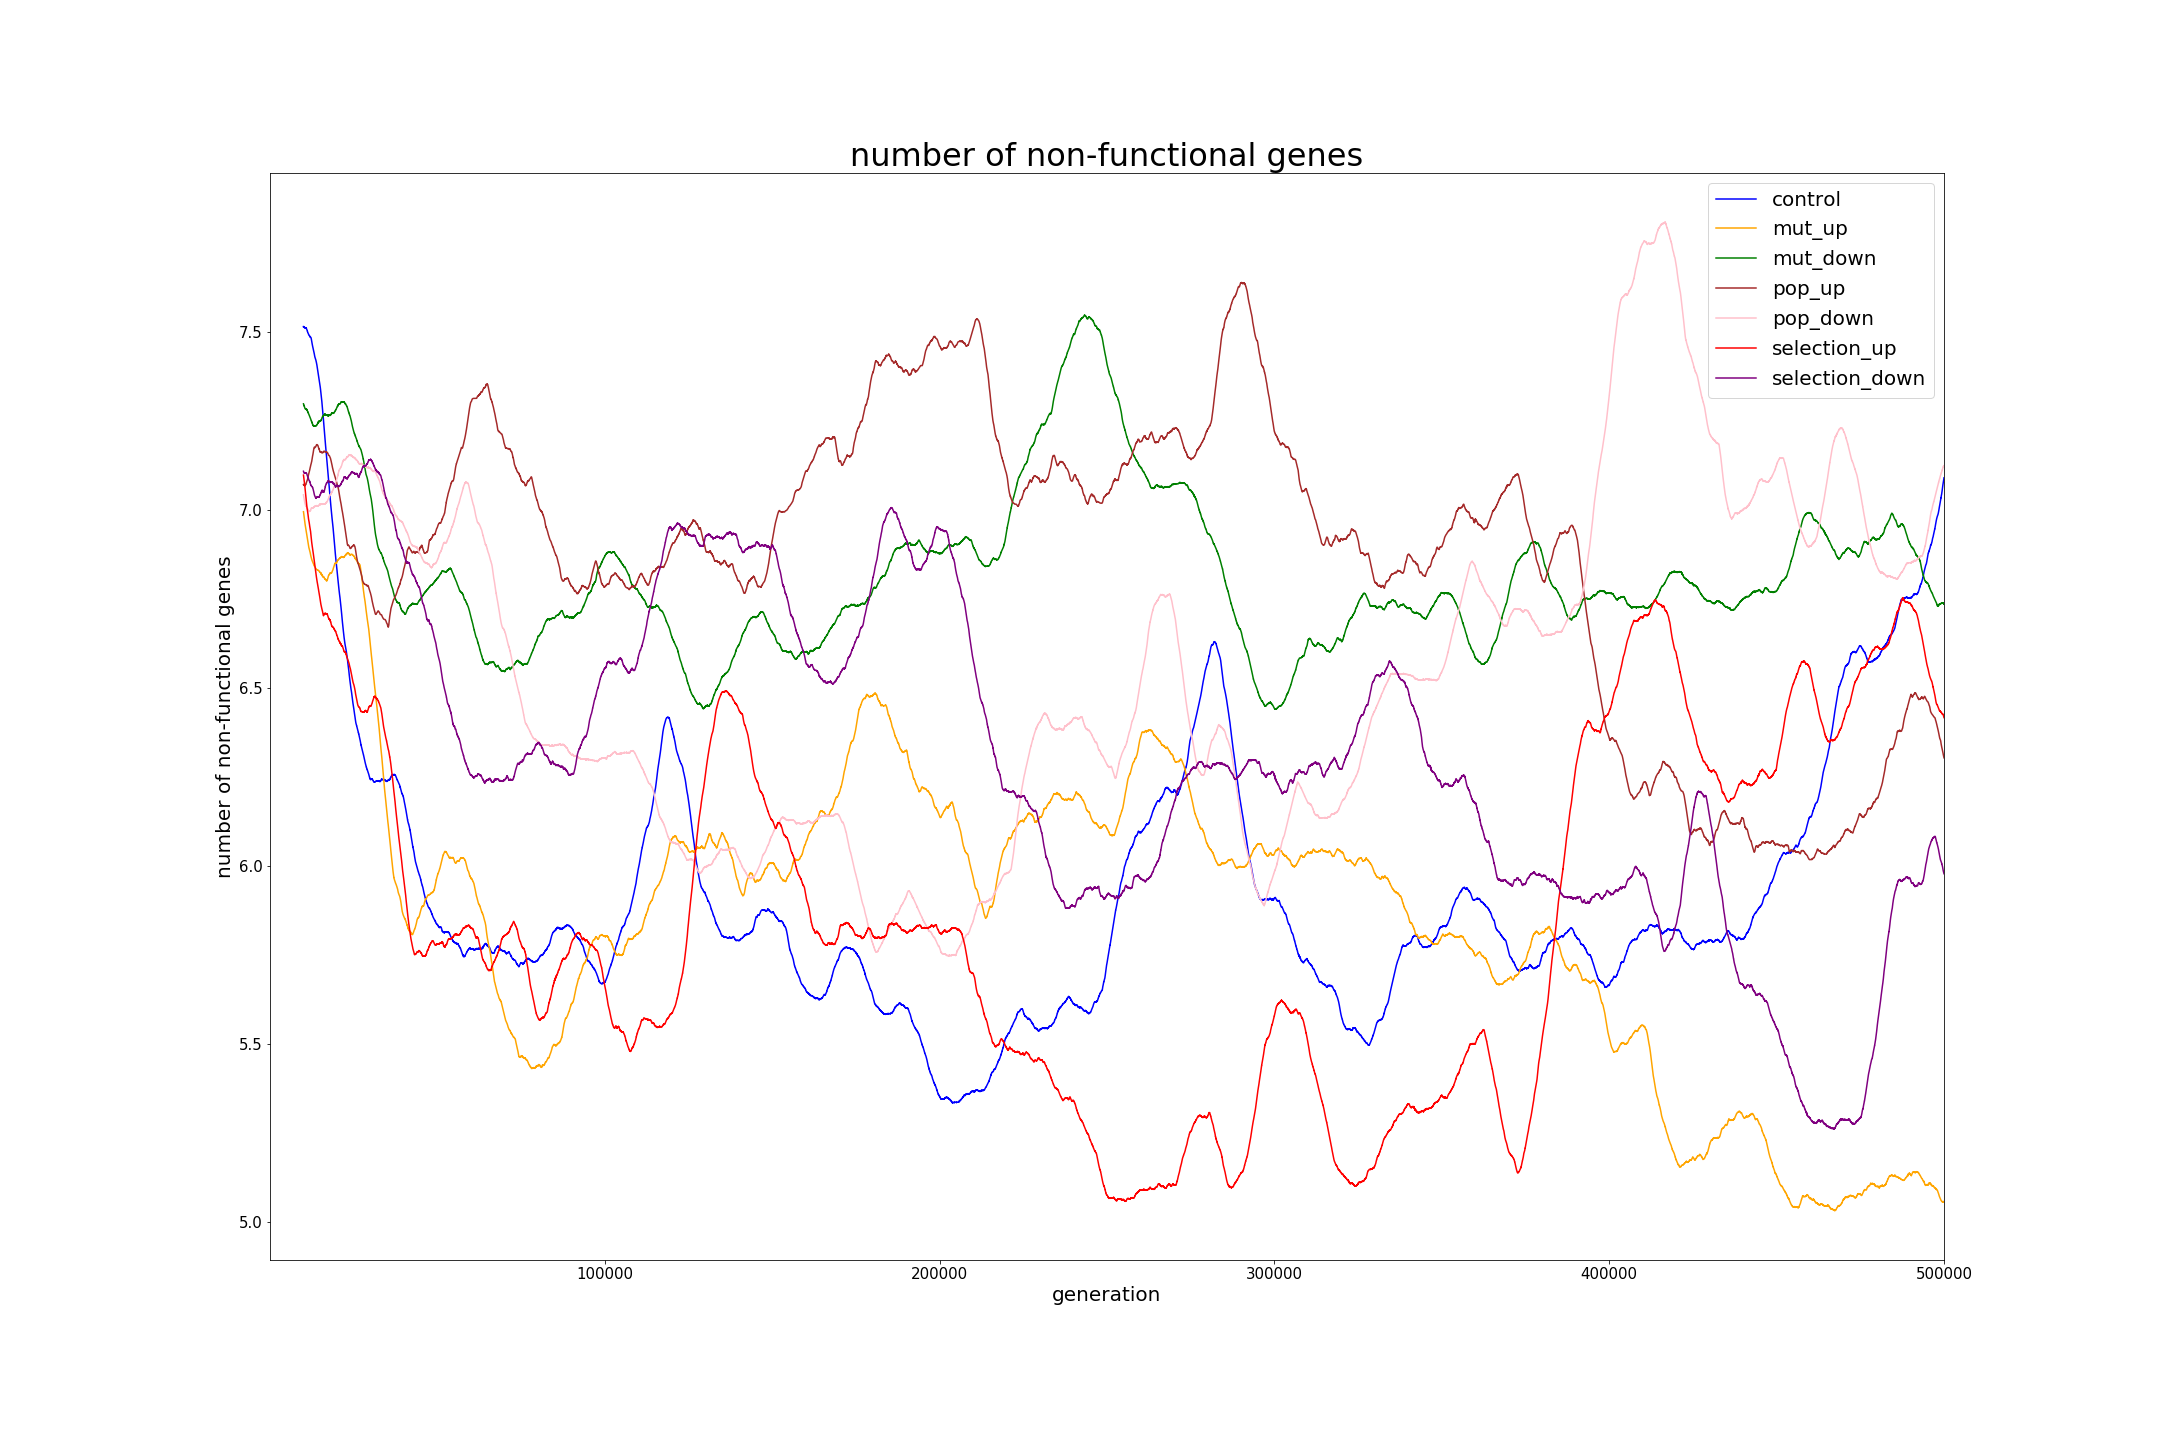 number of non-functional genes
control
mut_up
mut_down
pop_up
pop_down
selection_up
selection_down
number of non-functional genes
7.5
7.0
6.5
6.0
5.5
5.0
100000
200000
300000
400000
500000
generation